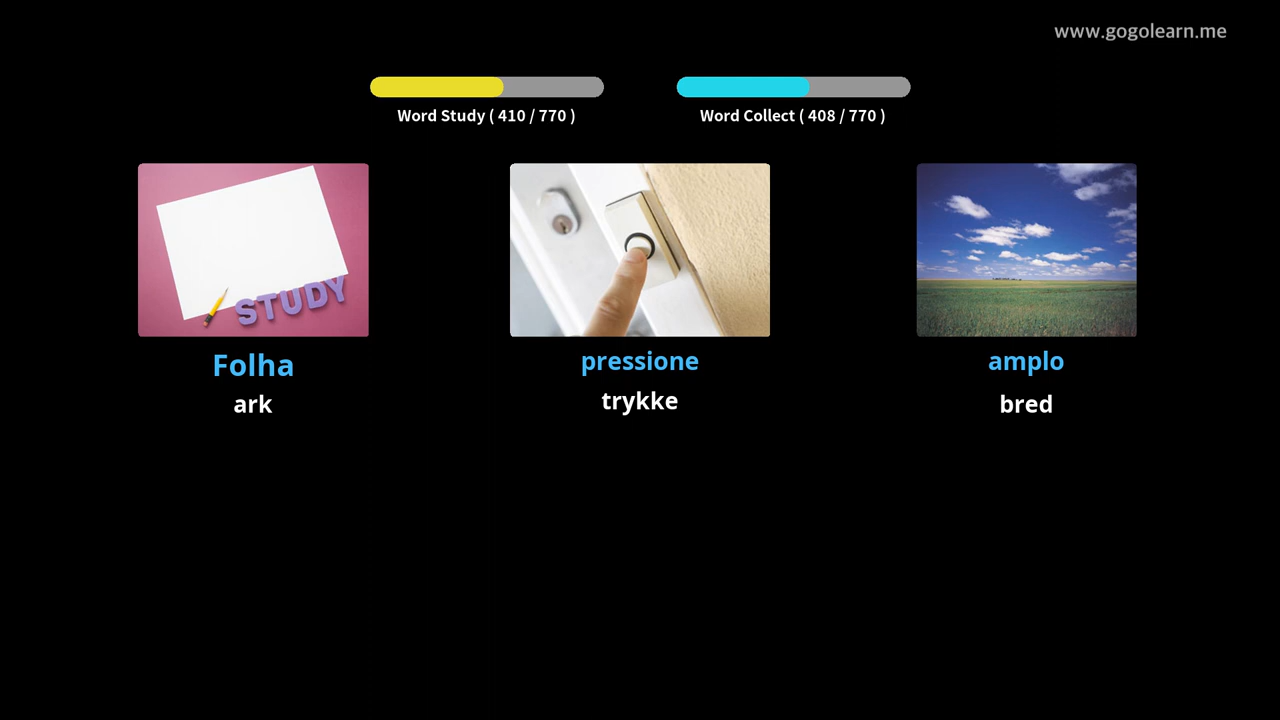 www.gogolearn.me
Word Study ( 410 / 770 )
Word Collect ( 408 / 770 )
STUDY
Folha
ark
pressione
trykke
amplo
bred